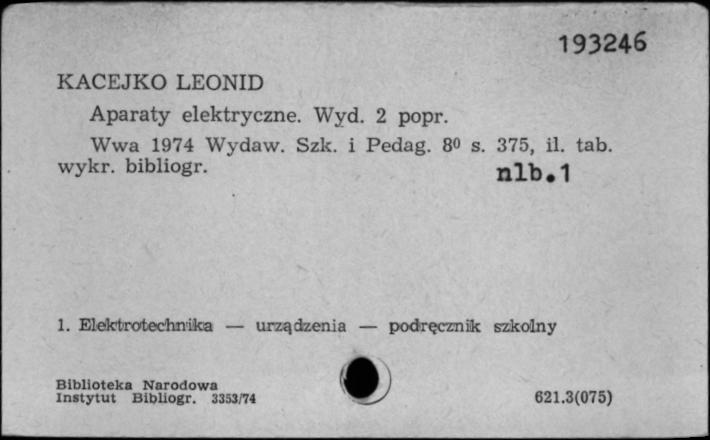 193246
KACEJKO LEONID
Aparaty elektryczne. Wyd. 2 popr.
Wwa 1974 Wydaw. Szk. i Pedag. 8⁰ s. 375, il. tab.
wykr. bibliogr.
nlb.1
1. Elektrotechnika — urządzenia — podręcznik szkolny
Biblioteka Narodowa
Instytut Bibliogr. 3353/74
621.3(075)